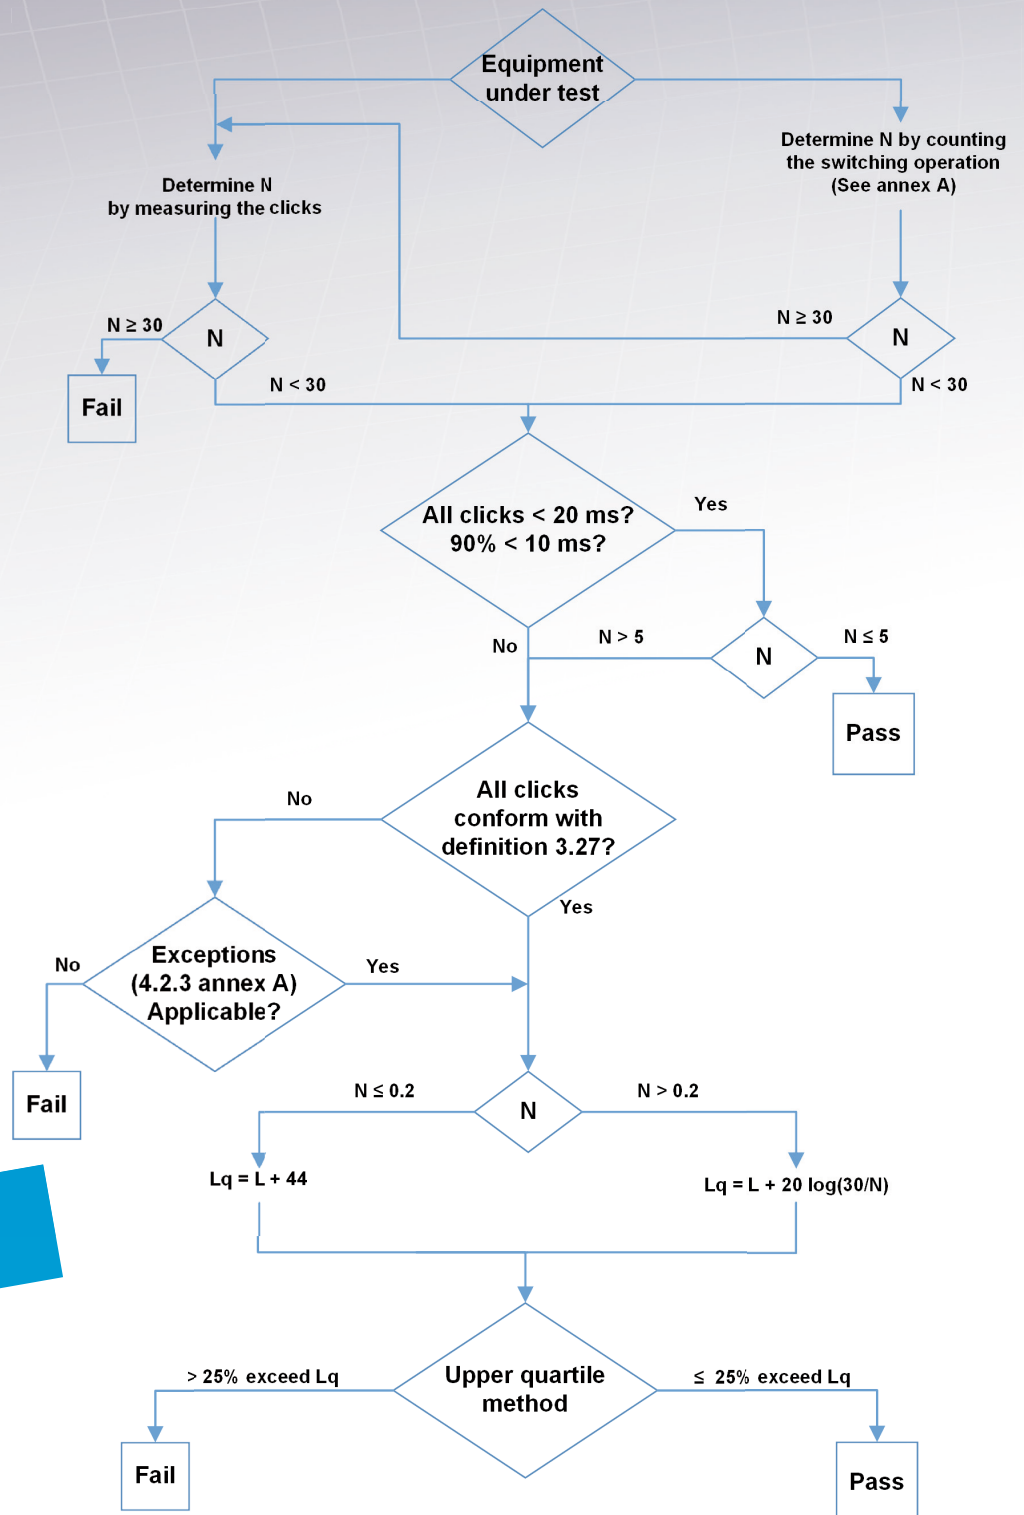 Equipment
under test
Determine N by counting
the switching operation
(See annex A)
Determine N
by measuring the clicks
N ≥ 30
N
N ≥ 30
N
Fail
N < 30
N < 30
All clicks < 20 ms?
90% < 10 ms?
Yes
No
N > 5
N
N ≤ 5
Pass
All clicks
conform with
definition 3.27?
No
Yes
Exceptions
(4.2.3 annex A)
Applicable?
No
Yes
Fail
N ≤ 0.2
N
N > 0.2
Lq = L + 44
Lq = L + 20 log(30/N)
Upper quartile
method
> 25% exceed Lq
≤ 25% exceed Lq
Fail
Pass